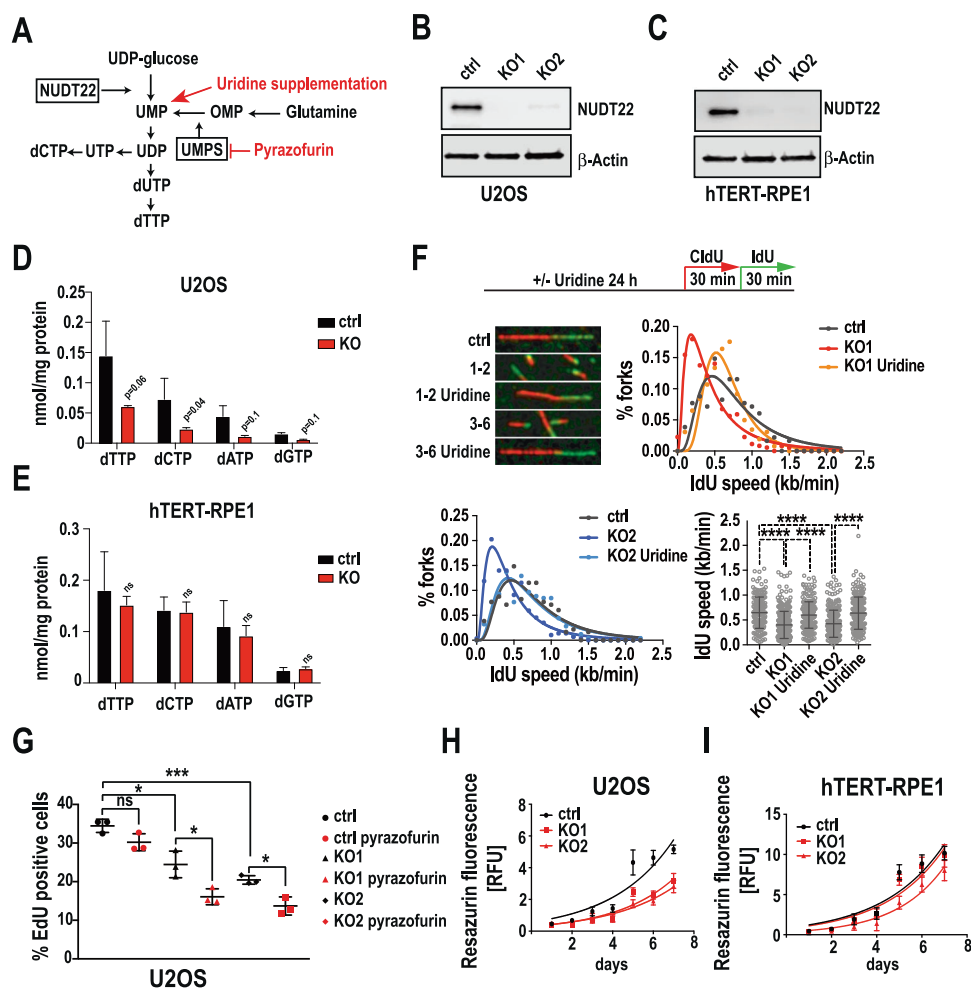 A
UDP-glucose
NUDT22
Uridine supplementation
UMP
OMP
Glutamine
dCTP
UTP
UDP
UMPS
Pyrazofurin
dUTP
dTTP
B
ctrl
KO1
KO2
NUDT22
β-Actin
U2OS
C
ctrl
KO1
KO2
NUDT22
β-Actin
hTERT-RPE1
D
U2OS
nmol/mg protein
0.20
0.15
0.10
0.05
0
ctrl
KO
p=0.06
p=0.04
p=0.1
p=0.1
dTTP
dCTP
dATP
dGTP
E
hTERT-RPE1
nmol/mg protein
0.3
0.2
0.1
0
ctrl
KO
ns
ns
ns
ns
dTTP
dCTP
dATP
dGTP
F
+/- Uridine 24 h
CldU
30 min
IdU
30 min
ctrl
1-2
1-2 Uridine
3-6
3-6 Uridine
% forks
0.20
0.15
0.10
0.05
0.00
0.0
0.5
1.0
1.5
2.0
2.5
IdU speed (kb/min)
ctrl
KO1
KO1 Uridine
% forks
0.25
0.20
0.15
0.10
0.05
0.00
0.0
0.5
1.0
1.5
2.0
2.5
IdU speed (kb/min)
ctrl
KO2
KO2 Uridine
IdU speed (kb/min)
2.5
2.0
1.5
1.0
0.5
0.0
****
****
****
****
ctrl
KO1
KO1 Uridine
KO2
KO2 Uridine
G
% EdU positive cells
40
30
20
10
0
***
*
ns
*
*
U2OS
ctrl
ctrl pyrazofurin
KO1
KO1 pyrazofurin
KO2
KO2 pyrazofurin
H
U2OS
Resazurin fluorescence
[RFU]
8
6
4
2
0
2
4
6
8
days
ctrl
KO1
KO2
I
hTERT-RPE1
Resazurin fluorescence
[RFU]
15
10
5
0
0
2
4
6
8
days
ctrl
KO1
KO2